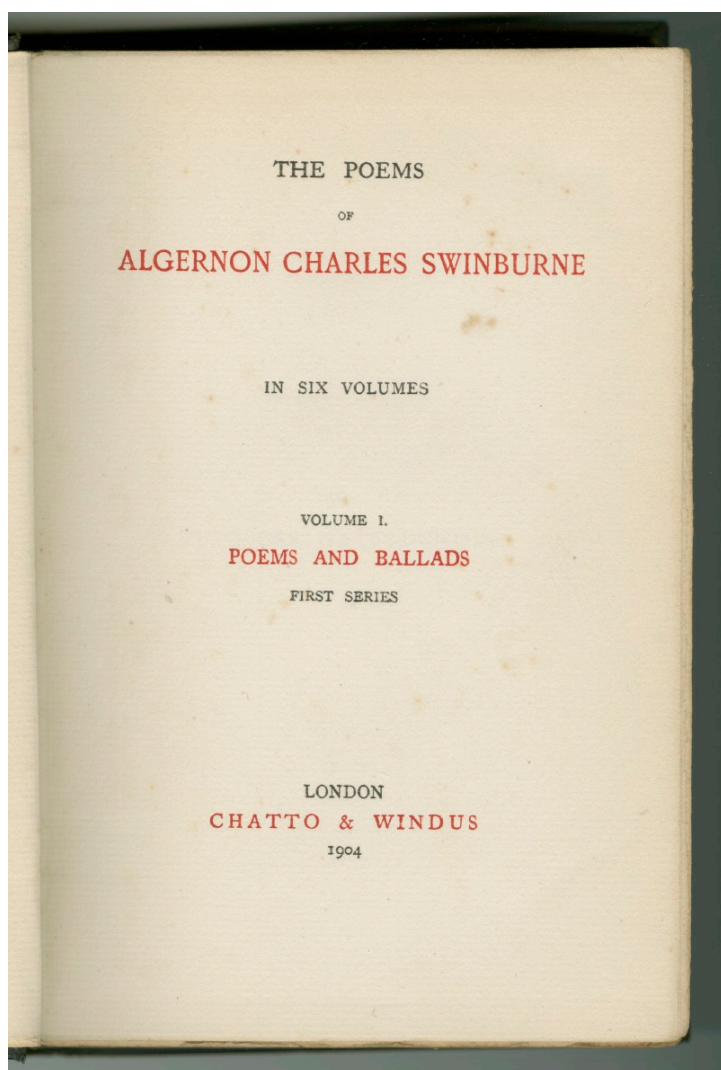 THE POEMS
OF
ALGERNON CHARLES SWINBURNE
IN SIX VOLUMES
VOLUME I.
POEMS AND BALLADS
FIRST SERIES
LONDON
CHATTO & WINDUS
1904